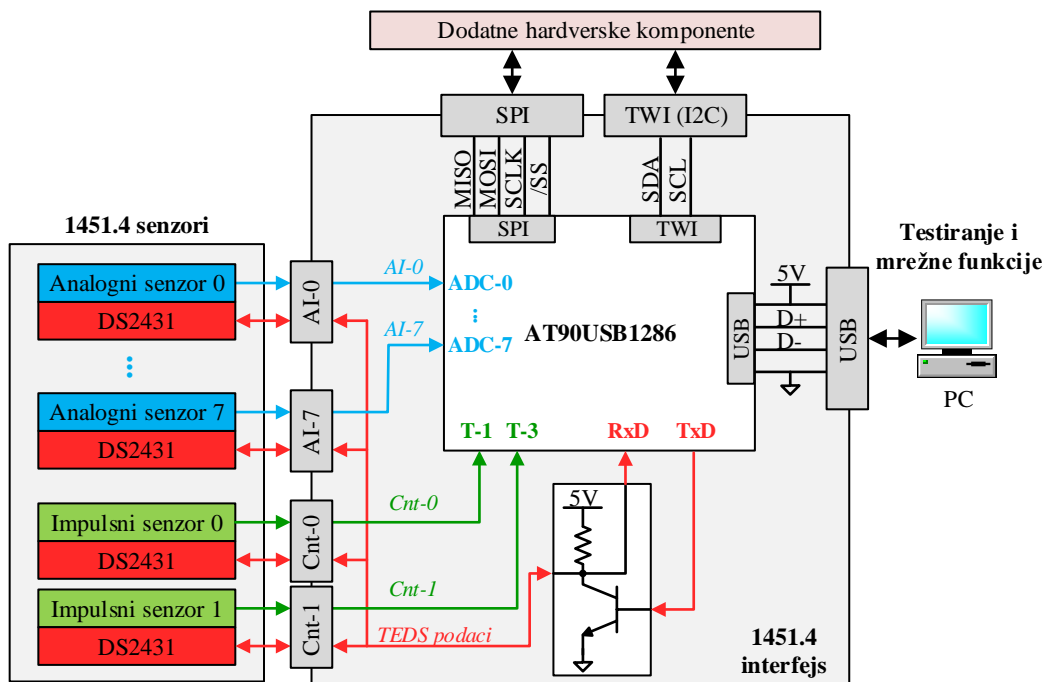 Dodatne hardverske komponente
SPI
TWI (I2C)
MISO
MOSI
SCLK
/SS
SDA
SCL
SPI
TWI
1451.4 senzori
Analogni senzor 0
DS2431
AI-0
AI-0
ADC-0
AI-7
ADC-7
AT90USB1286
USB
5V
D+
D-
USB
Testiranje i
mrežne funkcije
PC
Analogni senzor 7
DS2431
AI-7
T-1
T-3
RxD
TxD
Impulsni senzor 0
DS2431
Cnt-0
Cnt-0
5V
Impulsni senzor 1
DS2431
Cnt-1
Cnt-1
TEDS podaci
1451.4
interfejs